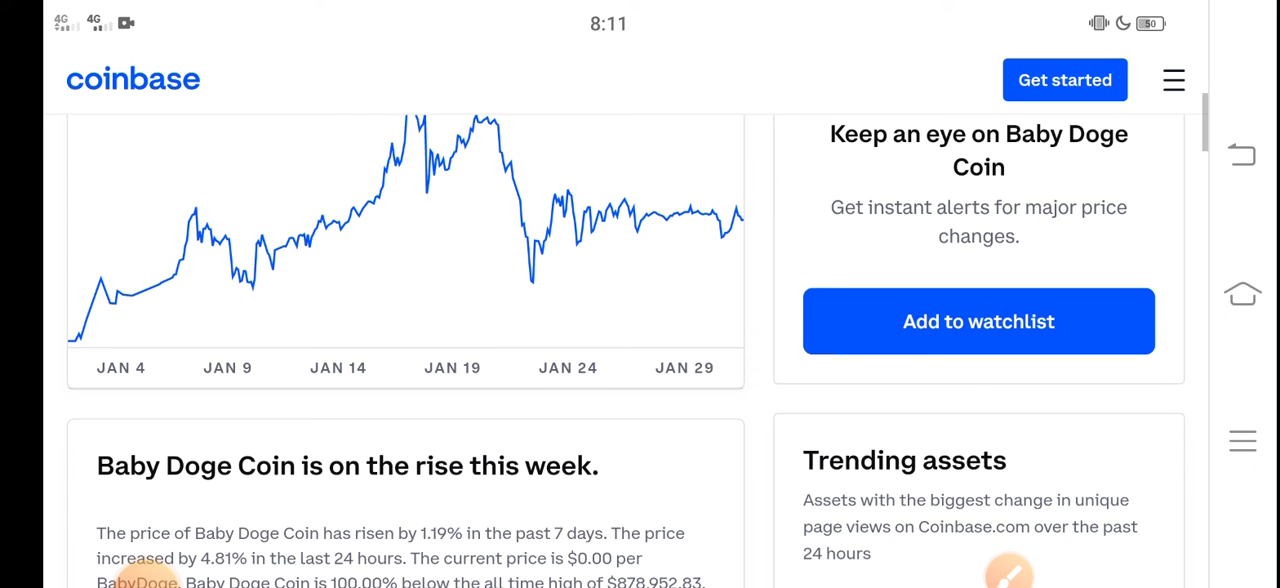 4G 4G 8:11 50
coinbase Get started
Keep an eye on Baby Doge
Coin
Get instant alerts for major price
changes.
Add to watchlist
JAN 4 JAN 9 JAN 14 JAN 19 JAN 24 JAN 29
Baby Doge Coin is on the rise this week.
The price of Baby Doge Coin has risen by 1.19% in the past 7 days. The price
increased by 4.81% in the last 24 hours. The current price is $0.00 per
BabyDoge. Baby Doge Coin is 100.00% below the all time high of $878,952.83.
Trending assets
Assets with the biggest change in unique
page views on Coinbase.com over the past
24 hours